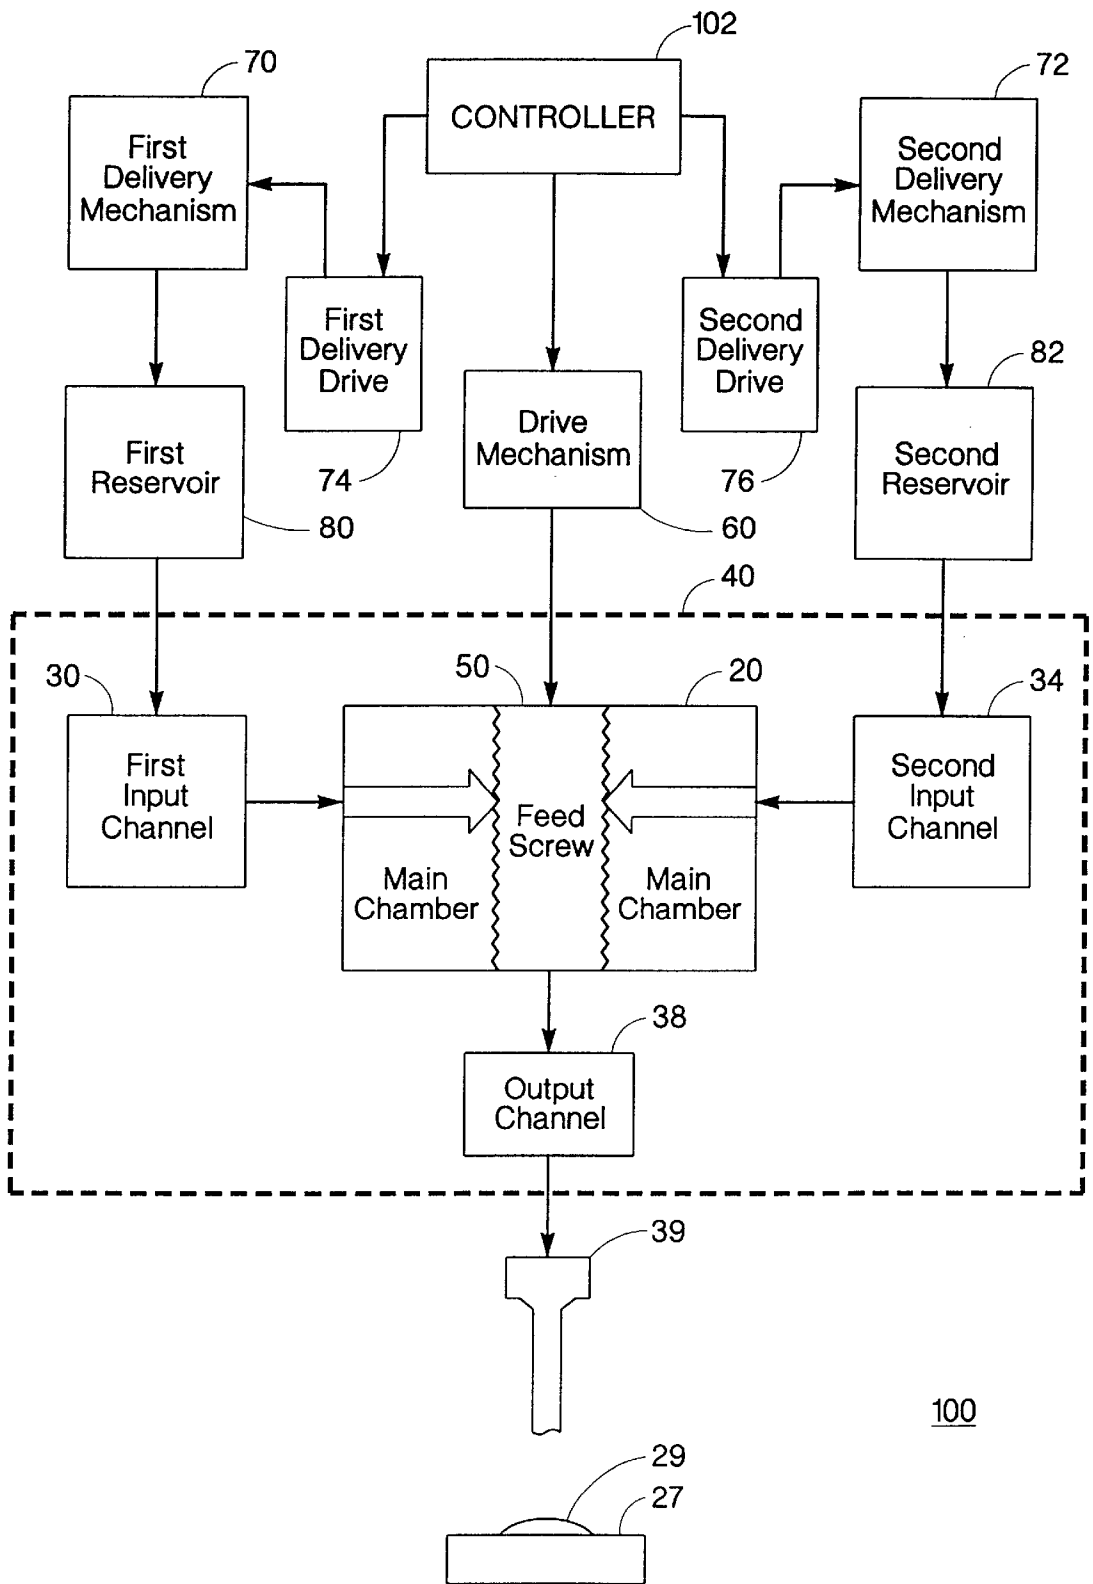 102
70
72
CONTROLLER
First
Delivery
Mechanism
Second
Delivery
Mechanism
First
Delivery
Drive
Second
Delivery
Drive
82
Drive
Mechanism
First
Reservoir
Second
Reservoir
74
76
80
60
40
30
50
20
34
First
Input
Channel
Feed
Screw
Second
Input
Channel
Main
Chamber
Main
Chamber
38
Output
Channel
39
100
29
27